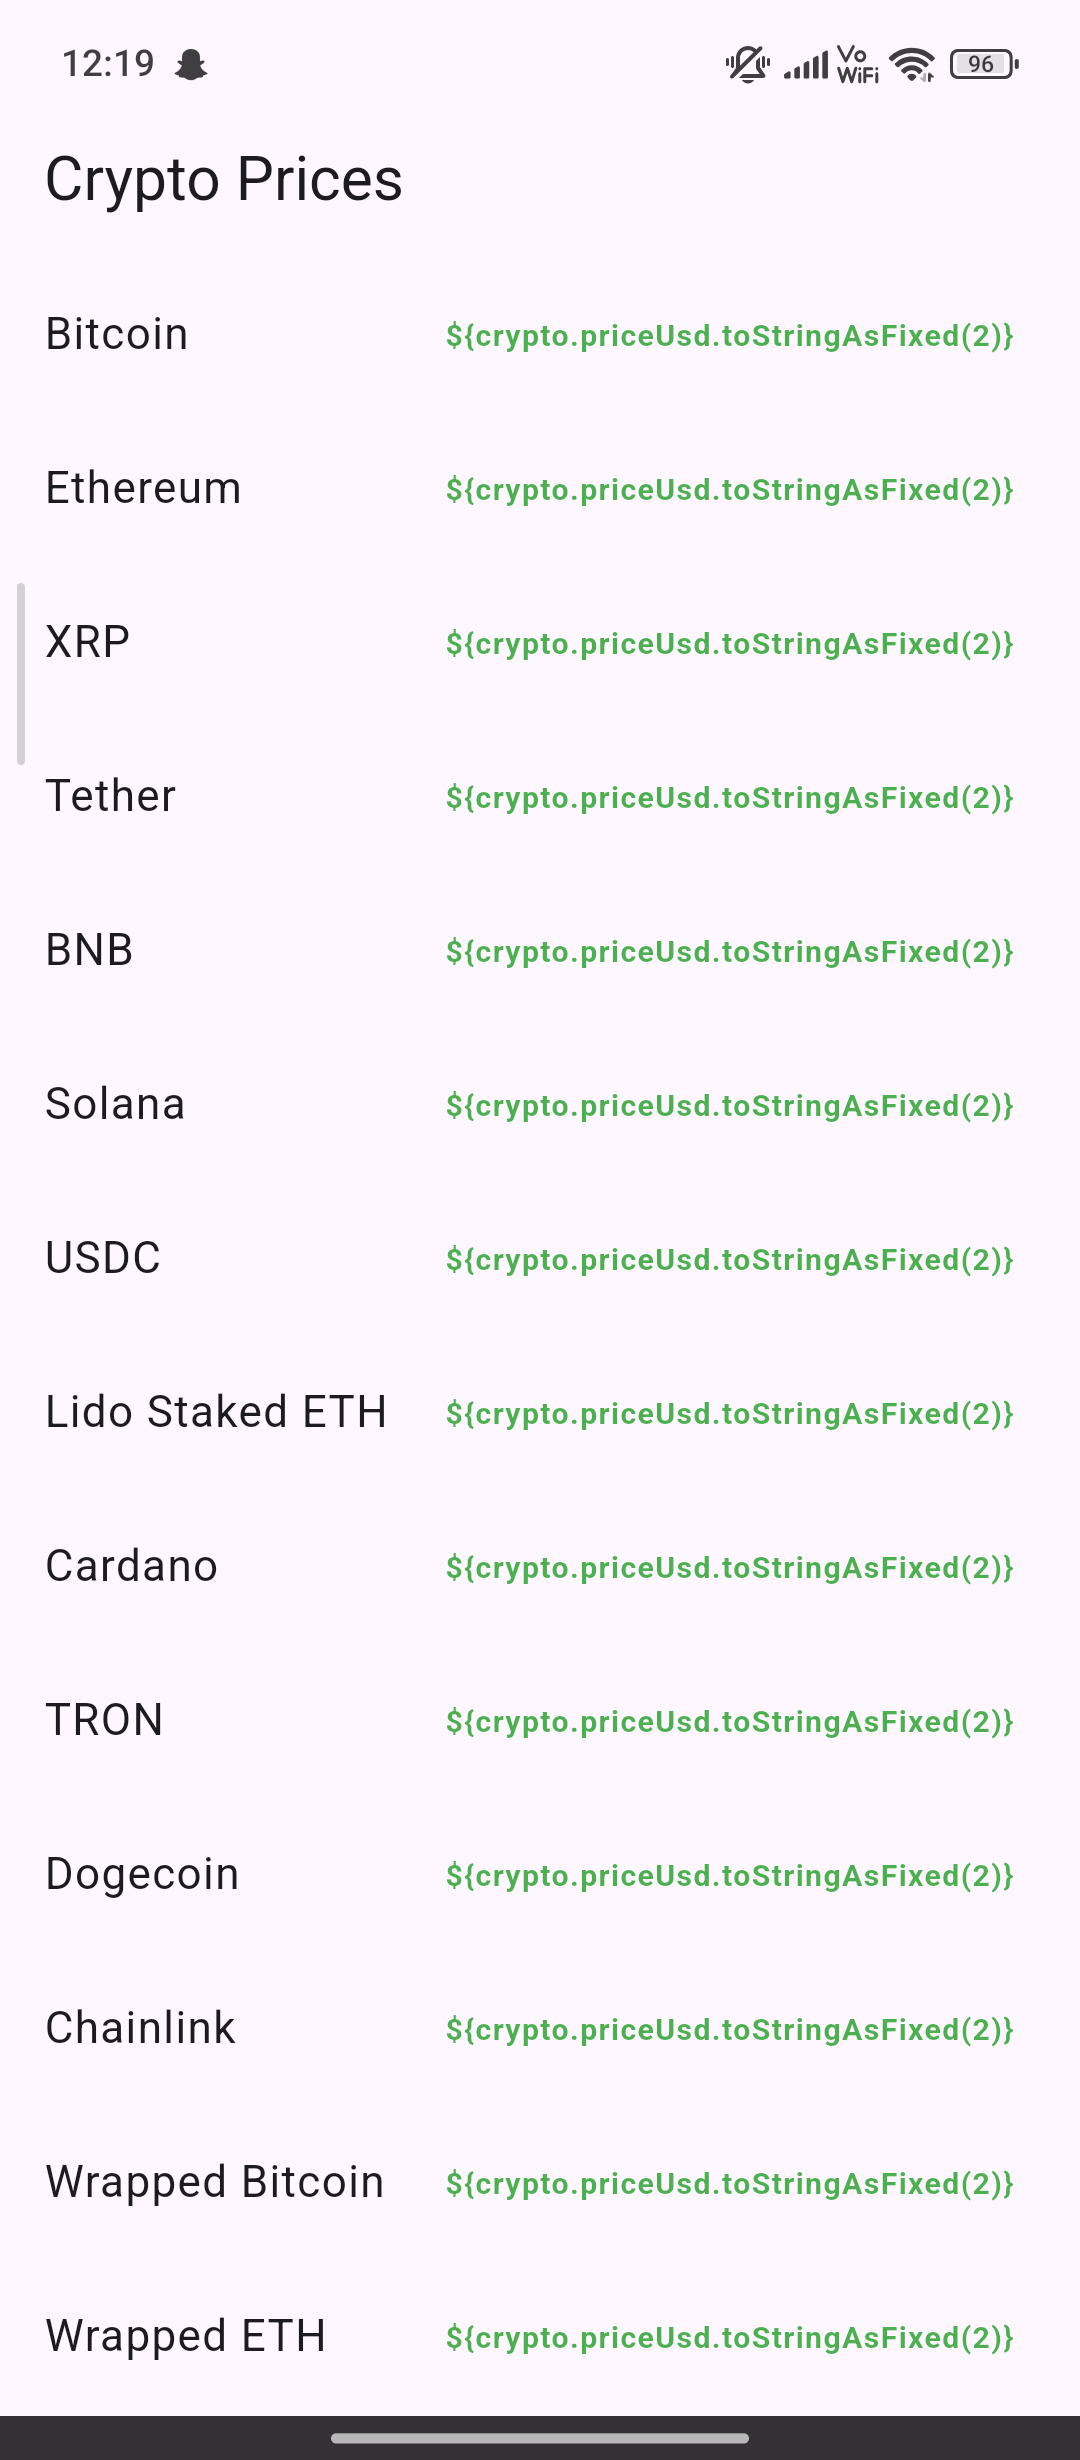 12:19
Vo
WiFi
96
Crypto Prices
Bitcoin ${crypto.priceUsd.toStringAsFixed(2)}
Ethereum ${crypto.priceUsd.toStringAsFixed(2)}
XRP ${crypto.priceUsd.toStringAsFixed(2)}
Tether ${crypto.priceUsd.toStringAsFixed(2)}
BNB ${crypto.priceUsd.toStringAsFixed(2)}
Solana ${crypto.priceUsd.toStringAsFixed(2)}
USDC ${crypto.priceUsd.toStringAsFixed(2)}
Lido Staked ETH ${crypto.priceUsd.toStringAsFixed(2)}
Cardano ${crypto.priceUsd.toStringAsFixed(2)}
TRON ${crypto.priceUsd.toStringAsFixed(2)}
Dogecoin ${crypto.priceUsd.toStringAsFixed(2)}
Chainlink ${crypto.priceUsd.toStringAsFixed(2)}
Wrapped Bitcoin ${crypto.priceUsd.toStringAsFixed(2)}
Wrapped ETH ${crypto.priceUsd.toStringAsFixed(2)}